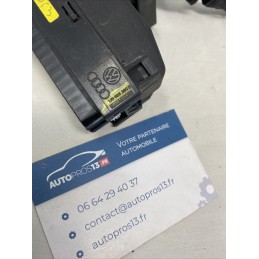 VOTRE PARTENAIRE
AUTOMOBILE
AUTOPROS13.FR
06 64 29 40 37
contact@autopros13.fr
autopros13.fr